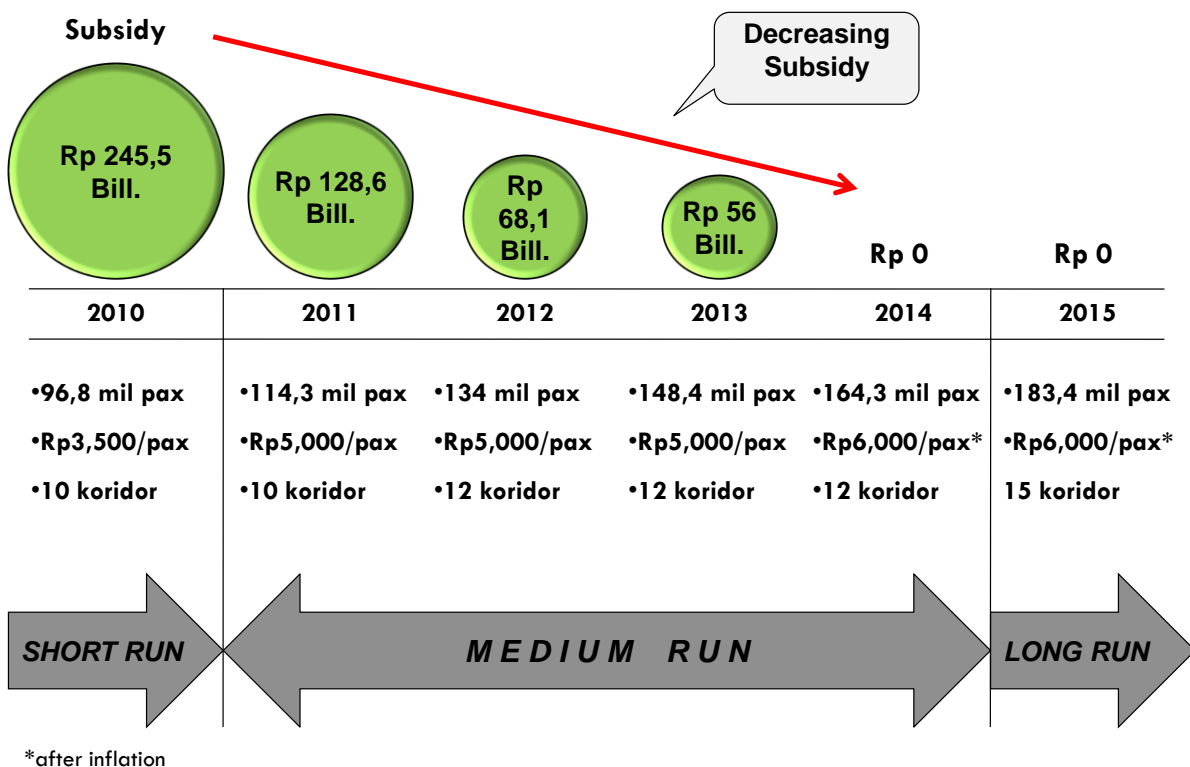 Subsidy
Decreasing
Subsidy
Rp 245,5
Bill.
Rp 128,6
Bill.
Rp
68,1
Bill.
Rp 56
Bill.
Rp 0
Rp 0
2010
2011
2012
2013
2014
2015
•96,8 mil pax
•Rp3,500/pax
•10 koridor
•114,3 mil pax
•Rp5,000/pax
•10 koridor
•134 mil pax
•Rp5,000/pax
•12 koridor
•148,4 mil pax
•Rp5,000/pax
•12 koridor
•164,3 mil pax
•Rp6,000/pax*
•12 koridor
•183,4 mil pax
•Rp6,000/pax*
15 koridor
SHORT RUN
MEDIUM RUN
LONG RUN
*after inflation